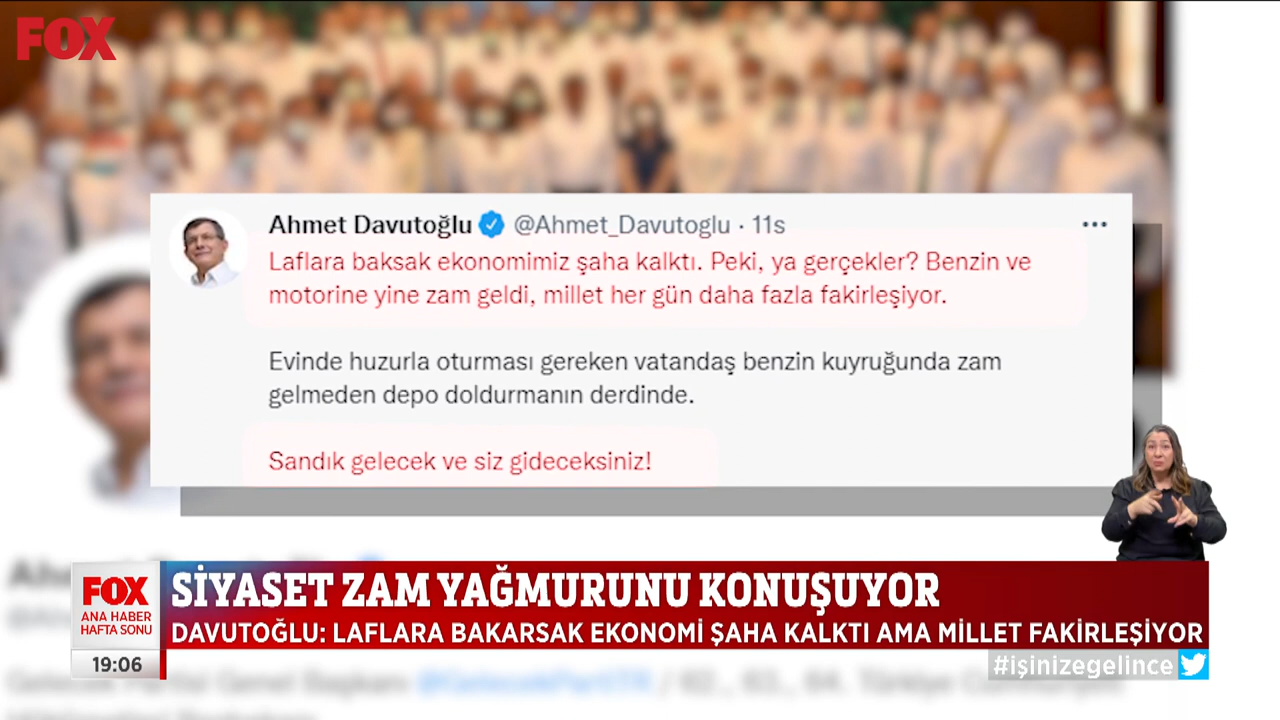 FOX
Ahmet Davutoğlu @Ahmet_Davutoglu · 11s
Laflara baksak ekonomimiz şaha kalktı. Peki, ya gerçekler? Benzin ve
motorine yine zam geldi, millet her gün daha fazla fakirleşiyor.
Evinde huzurla oturması gereken vatandaş benzin kuyruğunda zam
gelmeden depo doldurmanın derdinde.
Sandık gelecek ve siz gideceksiniz!
FOX
ANA HABER
HAFTA SONU
19:06
SİYASET ZAM YAĞMURUNU KONUŞUYOR
DAVUTOĞLU: LAFLARA BAKARSAK EKONOMİ ŞAHA KALKTI AMA MİLLET FAKİRLEŞİYOR
#işinizegelince